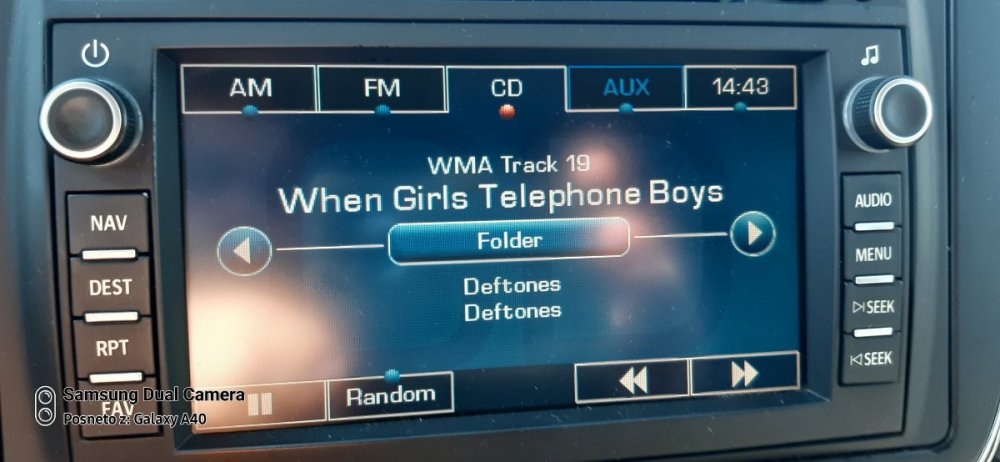 AM FM CD AUX 14:43
WMA Track 19
When Girls Telephone Boys
Folder
Deftones
Deftones
Random
NAV
DEST
RPT
FAV
AUDIO
MENU
SEEK
SEEK
Samsung Dual Camera
Posneto z: Galaxy A40